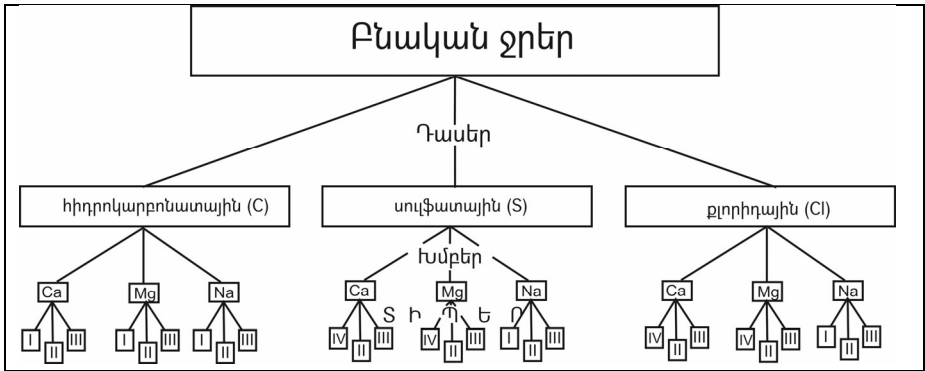 Բնական ջրեր
Դասեր
հիդրոկարբոնատային (C)
սուլֆատային (S)
քլորիդային (Cl)
Խմբեր
Ca Mg Na
Ca Mg Na
Ca Mg Na
Տ Ի Պ Ե Ր
I II III I II III I II III
IV II III IV II III I II III
IV II III IV II III I II III